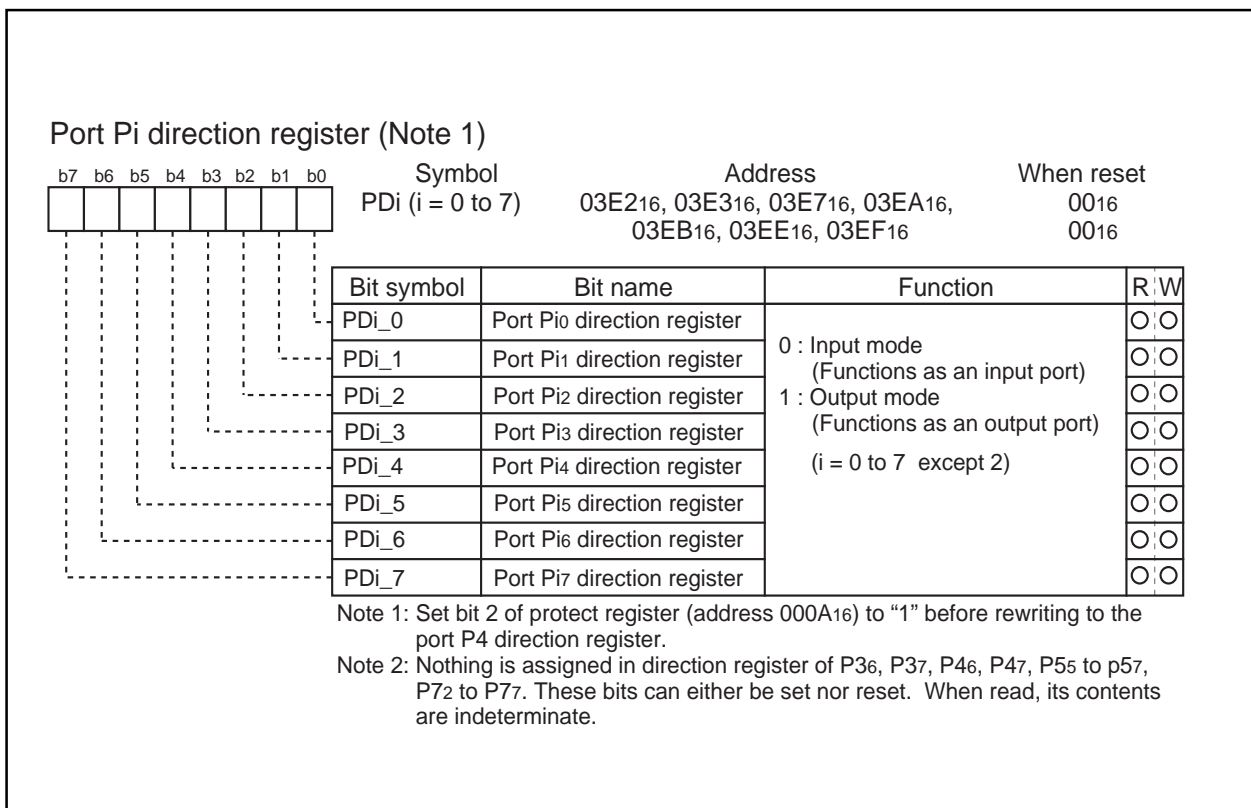 Port Pi direction register (Note 1)
b7 b6 b5 b4 b3 b2 b1 b0
Symbol Address When reset
PDi (i = 0 to 7) 03E216, 03E316, 03E716, 03EA16, 0016
03EB16, 03EE16, 03EF16 0016
Bit symbol Bit name Function R W
PDi_0 Port Pi0 direction register
PDi_1 Port Pi1 direction register
PDi_2 Port Pi2 direction register
PDi_3 Port Pi3 direction register
PDi_4 Port Pi4 direction register
PDi_5 Port Pi5 direction register
PDi_6 Port Pi6 direction register
PDi_7 Port Pi7 direction register
0 : Input mode
(Functions as an input port)
1 : Output mode
(Functions as an output port)
(i = 0 to 7 except 2)
Note 1: Set bit 2 of protect register (address 000A16) to “1” before rewriting to the
port P4 direction register.
Note 2: Nothing is assigned in direction register of P36, P37, P46, P47, P55 to p57,
P72 to P77. These bits can either be set nor reset. When read, its contents
are indeterminate.